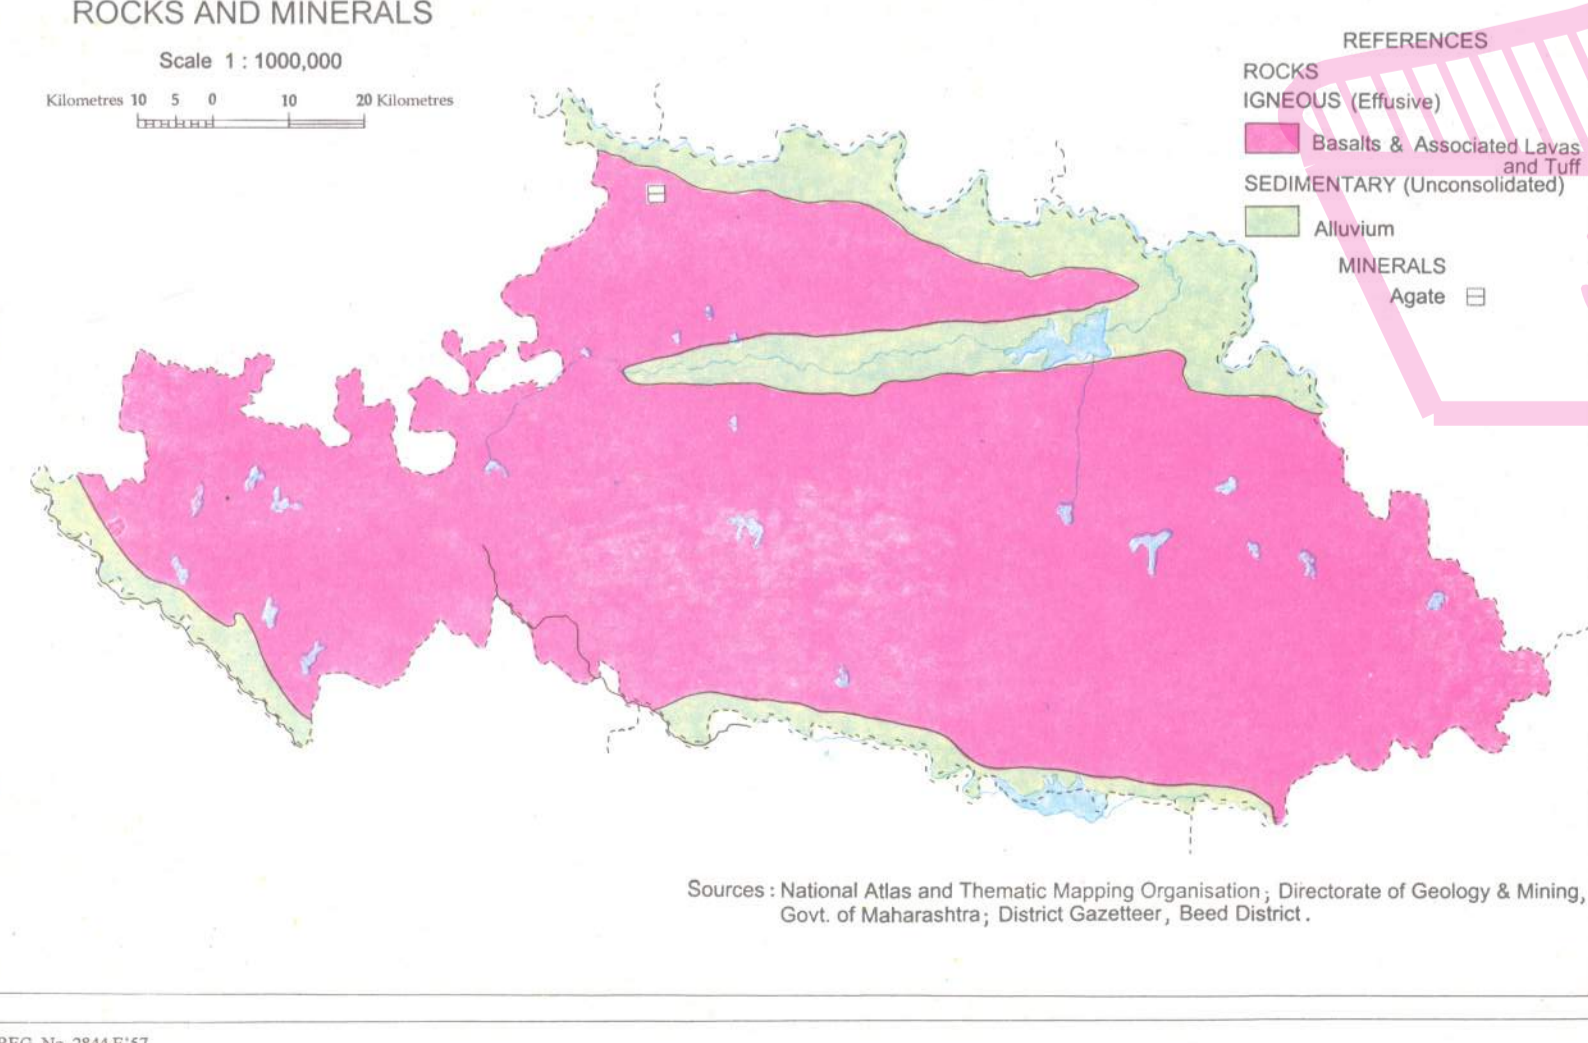 ROCKS AND MINERALS
Scale 1 : 1000,000
Kilometres 10 5 0 10 20 Kilometres
REFERENCES
ROCKS
IGNEOUS (Effusive)
Basalts & Associated Lavas
and Tuff
SEDIMENTARY (Unconsolidated)
Alluvium
MINERALS
Agate
Sources : National Atlas and Thematic Mapping Organisation ; Directorate of Geology & Mining,
Govt. of Maharashtra ; District Gazetteer , Beed District .